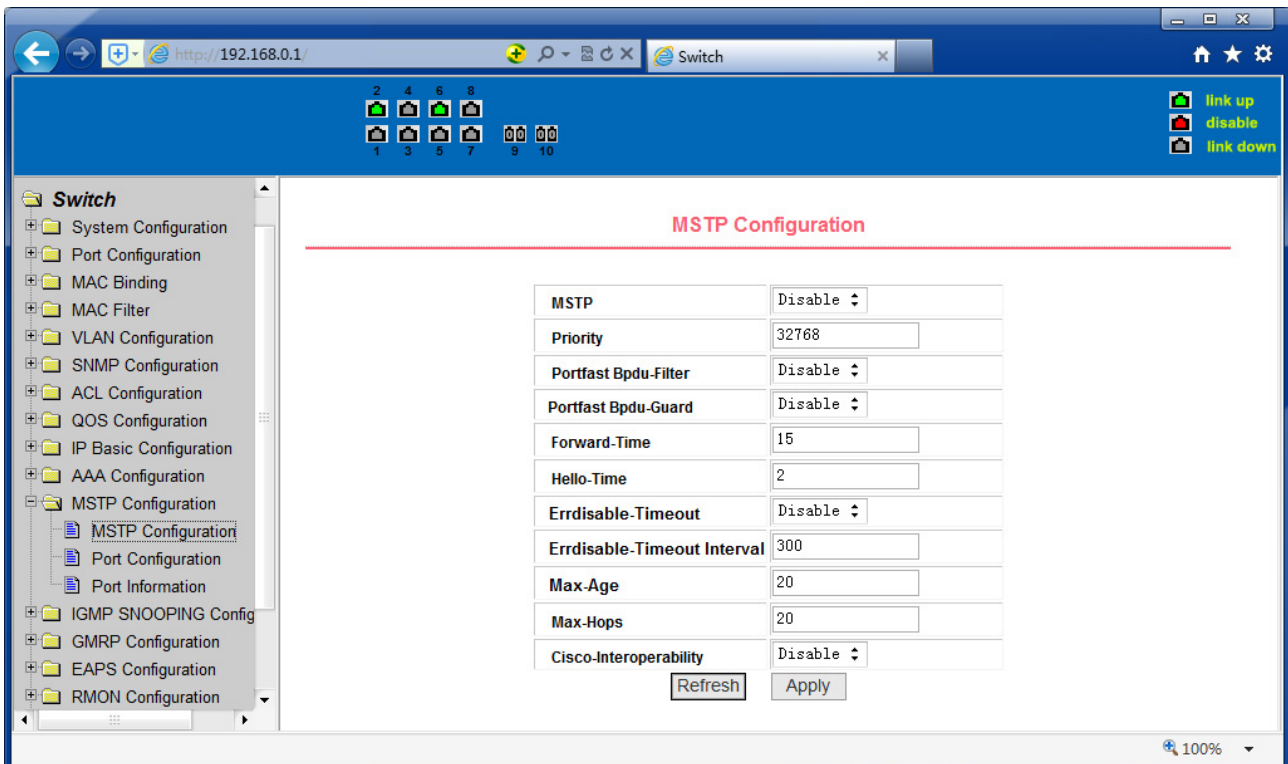 http://192.168.0.1/
Switch
2 4 6 8
1 3 5 7 9 10
link up
disable
link down
Switch
System Configuration
Port Configuration
MAC Binding
MAC Filter
VLAN Configuration
SNMP Configuration
ACL Configuration
QOS Configuration
IP Basic Configuration
AAA Configuration
MSTP Configuration
MSTP Configuration
Port Configuration
Port Information
IGMP SNOOPING Config
GMRP Configuration
EAPS Configuration
RMON Configuration
MSTP Configuration
MSTP Disable
Priority 32768
Portfast Bpdu-Filter Disable
Portfast Bpdu-Guard Disable
Forward-Time 15
Hello-Time 2
Errdisable-Timeout Disable
Errdisable-Timeout Interval 300
Max-Age 20
Max-Hops 20
Cisco-Interoperability Disable
Refresh Apply
100%